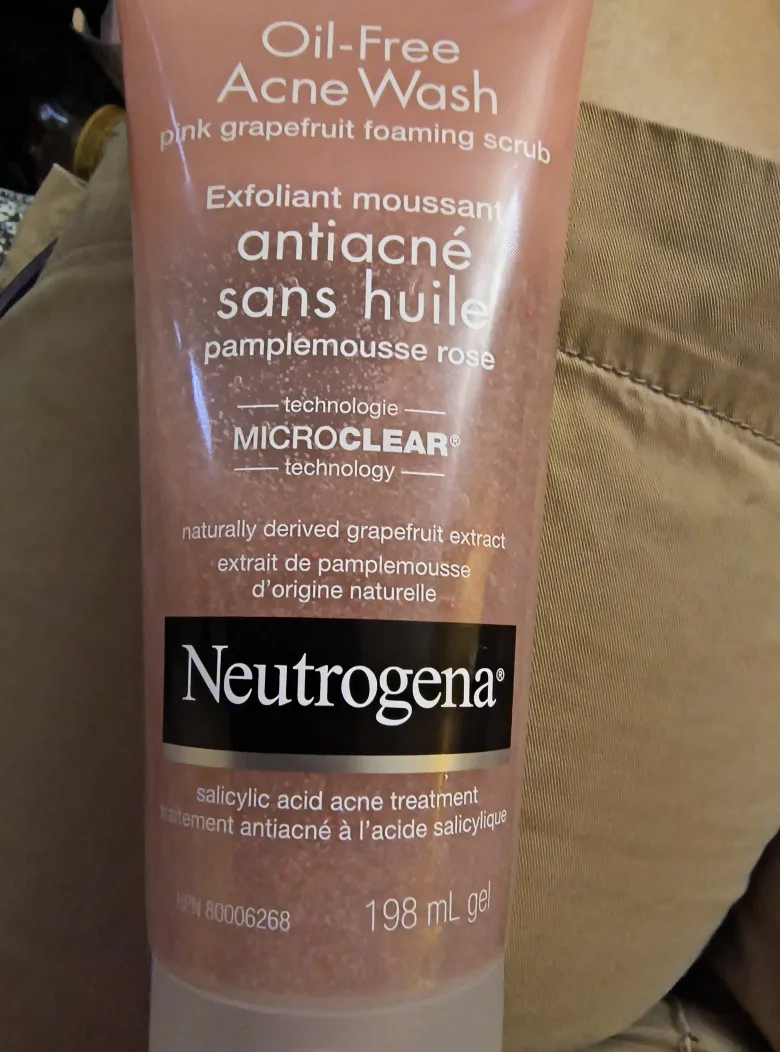 Oil-Free
Acne Wash
pink grapefruit foaming scrub
Exfoliant moussant
antiacné
sans huile
pamplemousse rose
technologie
MICROCLEAR®
technology
naturally derived grapefruit extract
extrait de pamplemousse
d'origine naturelle
Neutrogena®
salicylic acid acne treatment
traitement antiacné à l'acide salicylique
NPN 80006268
198 mL gel